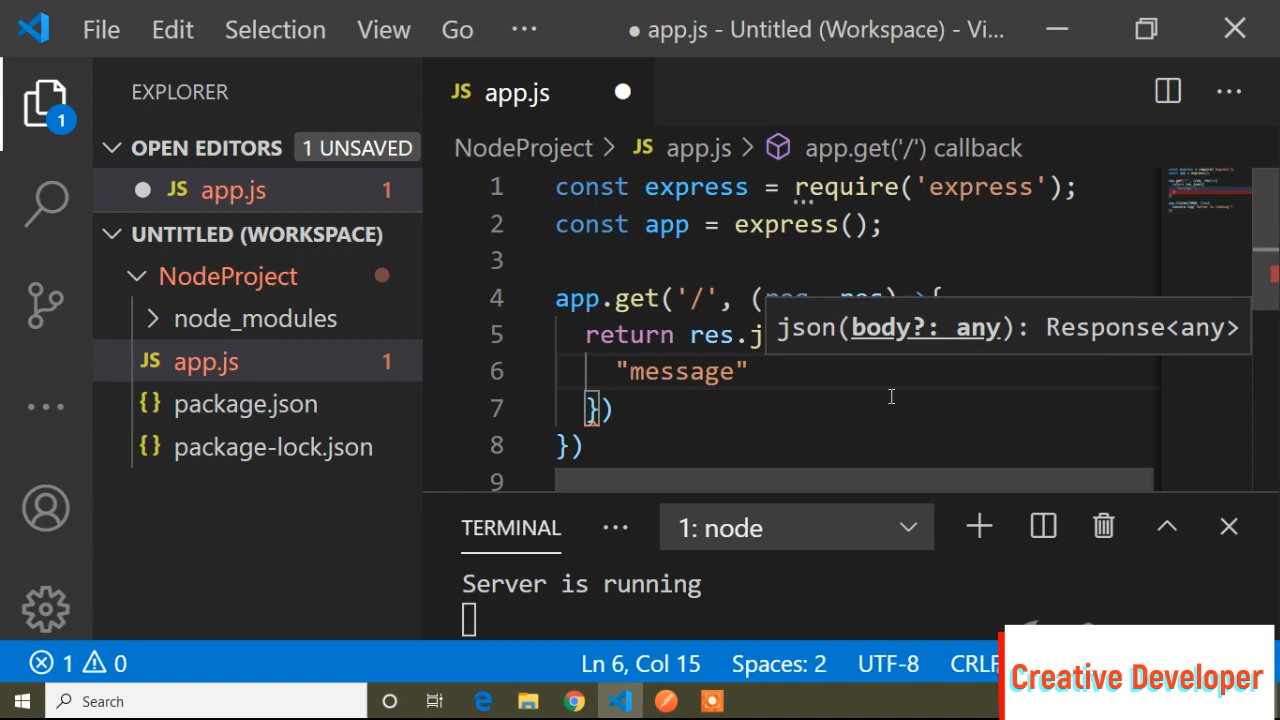 File Edit Selection View Go ··· ● app.js - Untitled (Workspace) - Vi...
EXPLORER
JS app.js
OPEN EDITORS 1 UNSAVED
NodeProject > JS app.js > app.get('/') callback
JS app.js 1
UNTITLED (WORKSPACE)
NodeProject
node_modules
JS app.js 1
{} package.json
{} package-lock.json
1 const express = require('express');
2 const app = express();
3
4 app.get('/', (req, res)=>{
json(body?: any): Response<any>
5 return res.j
6 "message"
7 })
8 })
9
TERMINAL ··· 1: node
Server is running
1 0 Ln 6, Col 15 Spaces: 2 UTF-8 CRLF
Search
Creative Developer
1